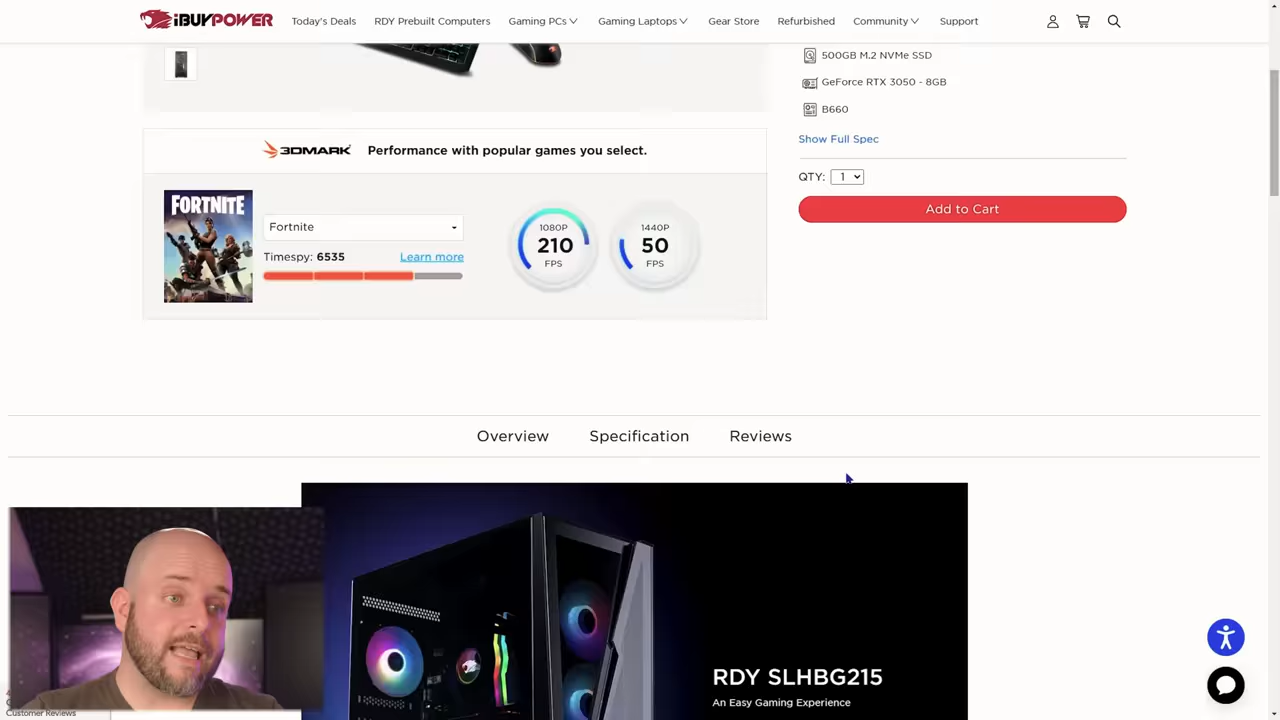 iBUYPOWER
Today's Deals
RDY Prebuilt Computers
Gaming PCs
Gaming Laptops
Gear Store
Refurbished
Community
Support
500GB M.2 NVMe SSD
GeForce RTX 3050 - 8GB
B660
Show Full Spec
QTY: 1
Add to Cart
3DMARK Performance with popular games you select.
FORTNITE
Fortnite
Timespy: 6535 Learn more
1080P
210
FPS
1440P
50
FPS
Overview
Specification
Reviews
RDY SLHBG215
An Easy Gaming Experience
Customer Reviews